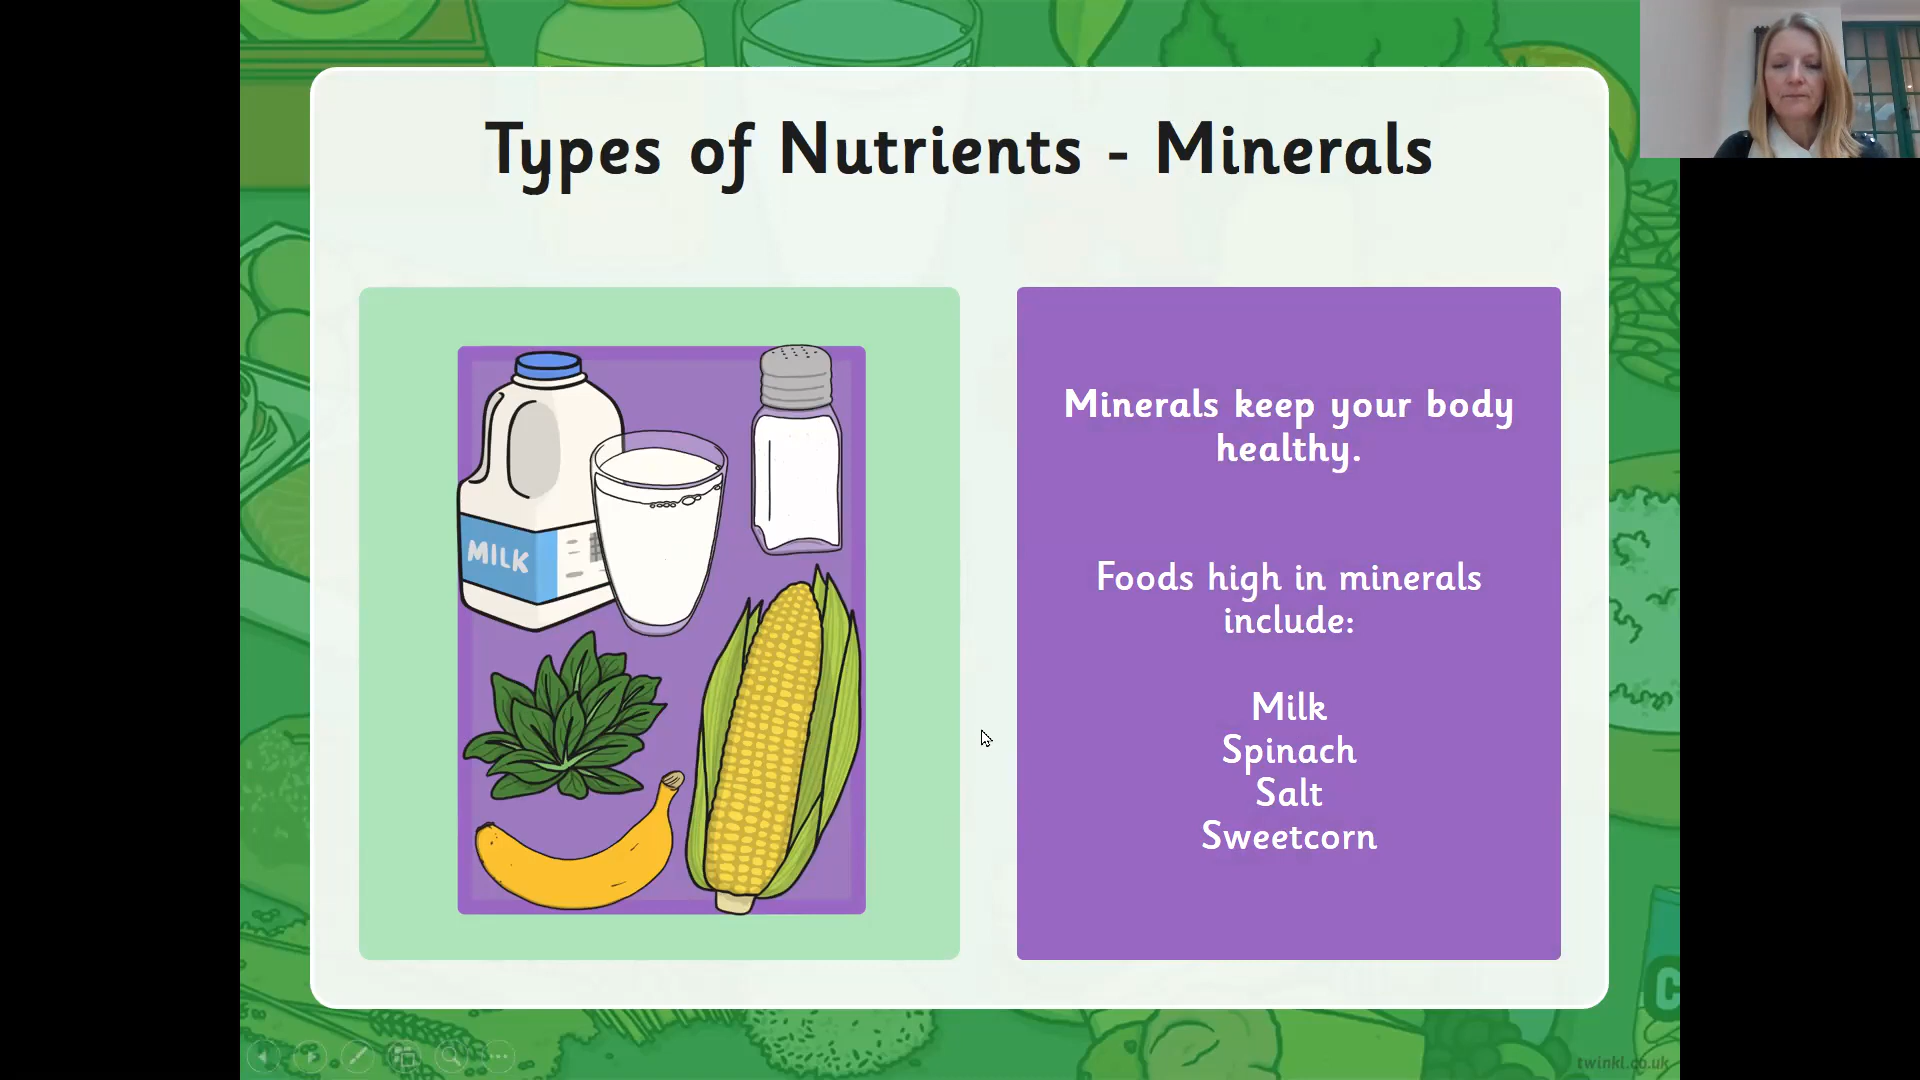 Types of Nutrients - Minerals
MILK
Minerals keep your body
healthy.
Foods high in minerals
include:
Milk
Spinach
Salt
Sweetcorn
C
twinkl.co.uk